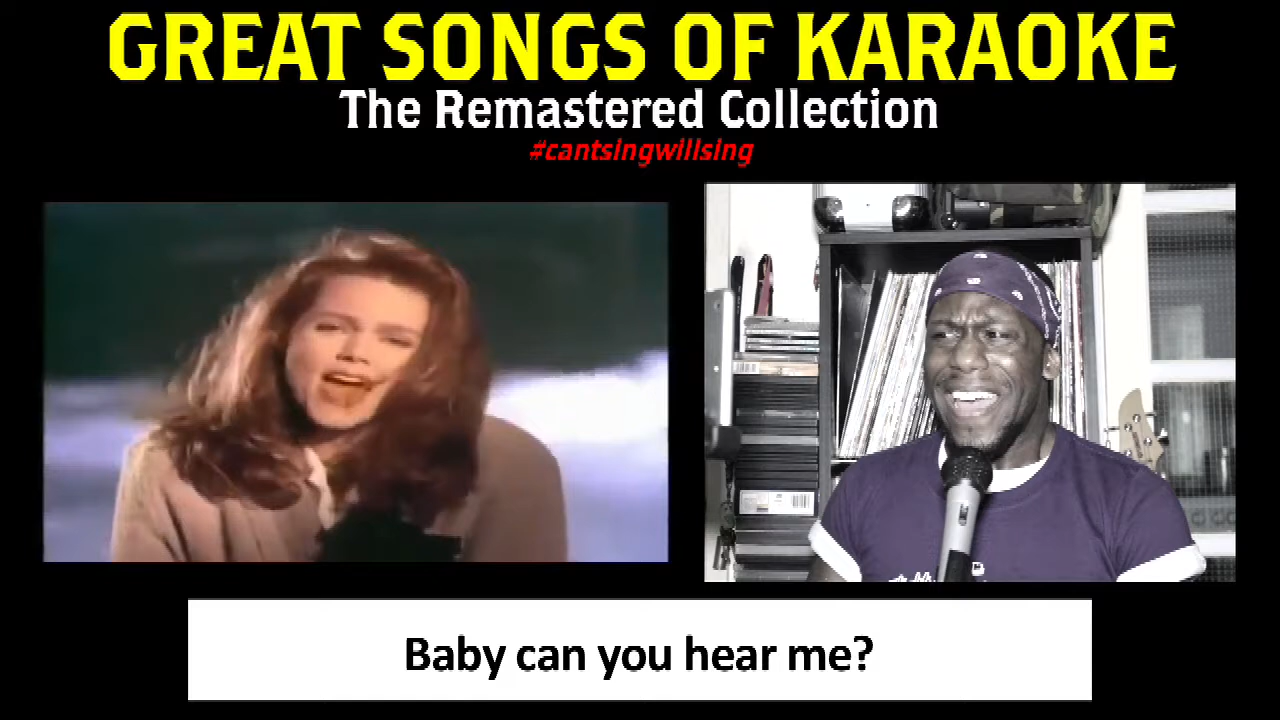 GREAT SONGS OF KARAOKE
The Remastered Collection
#cantsingwillsing
Baby can you hear me?